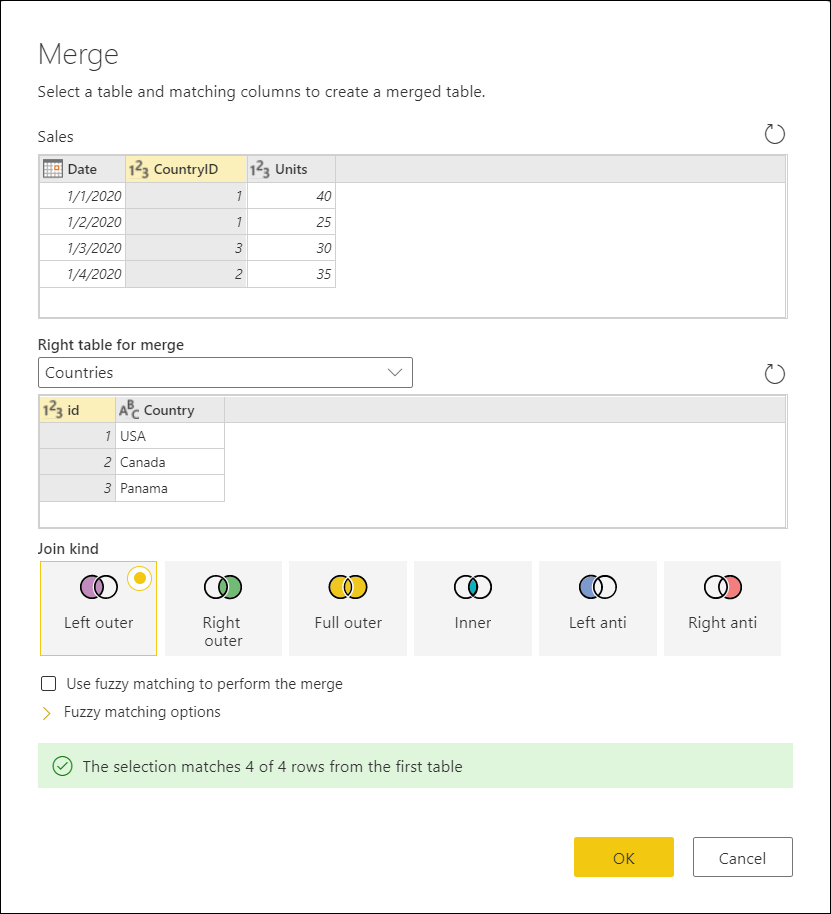 Merge
Select a table and matching columns to create a merged table.
Sales
Date 123 CountryID 123 Units
1/1/2020 1 40
1/2/2020 1 25
1/3/2020 3 30
1/4/2020 2 35
Right table for merge
Countries
123 id ABC Country
1 USA
2 Canada
3 Panama
Join kind
Left outer Right outer Full outer Inner Left anti Right anti
Use fuzzy matching to perform the merge
Fuzzy matching options
The selection matches 4 of 4 rows from the first table
OK Cancel